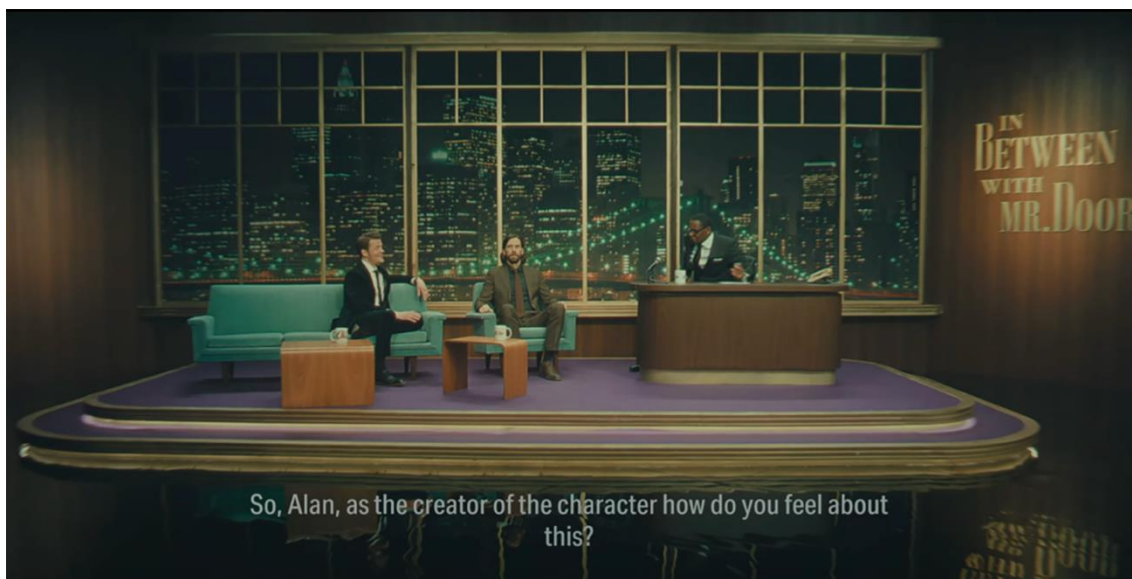 IN
BETWEEN
WITH
MR.DOOR
So, Alan, as the creator of the character how do you feel about
this?